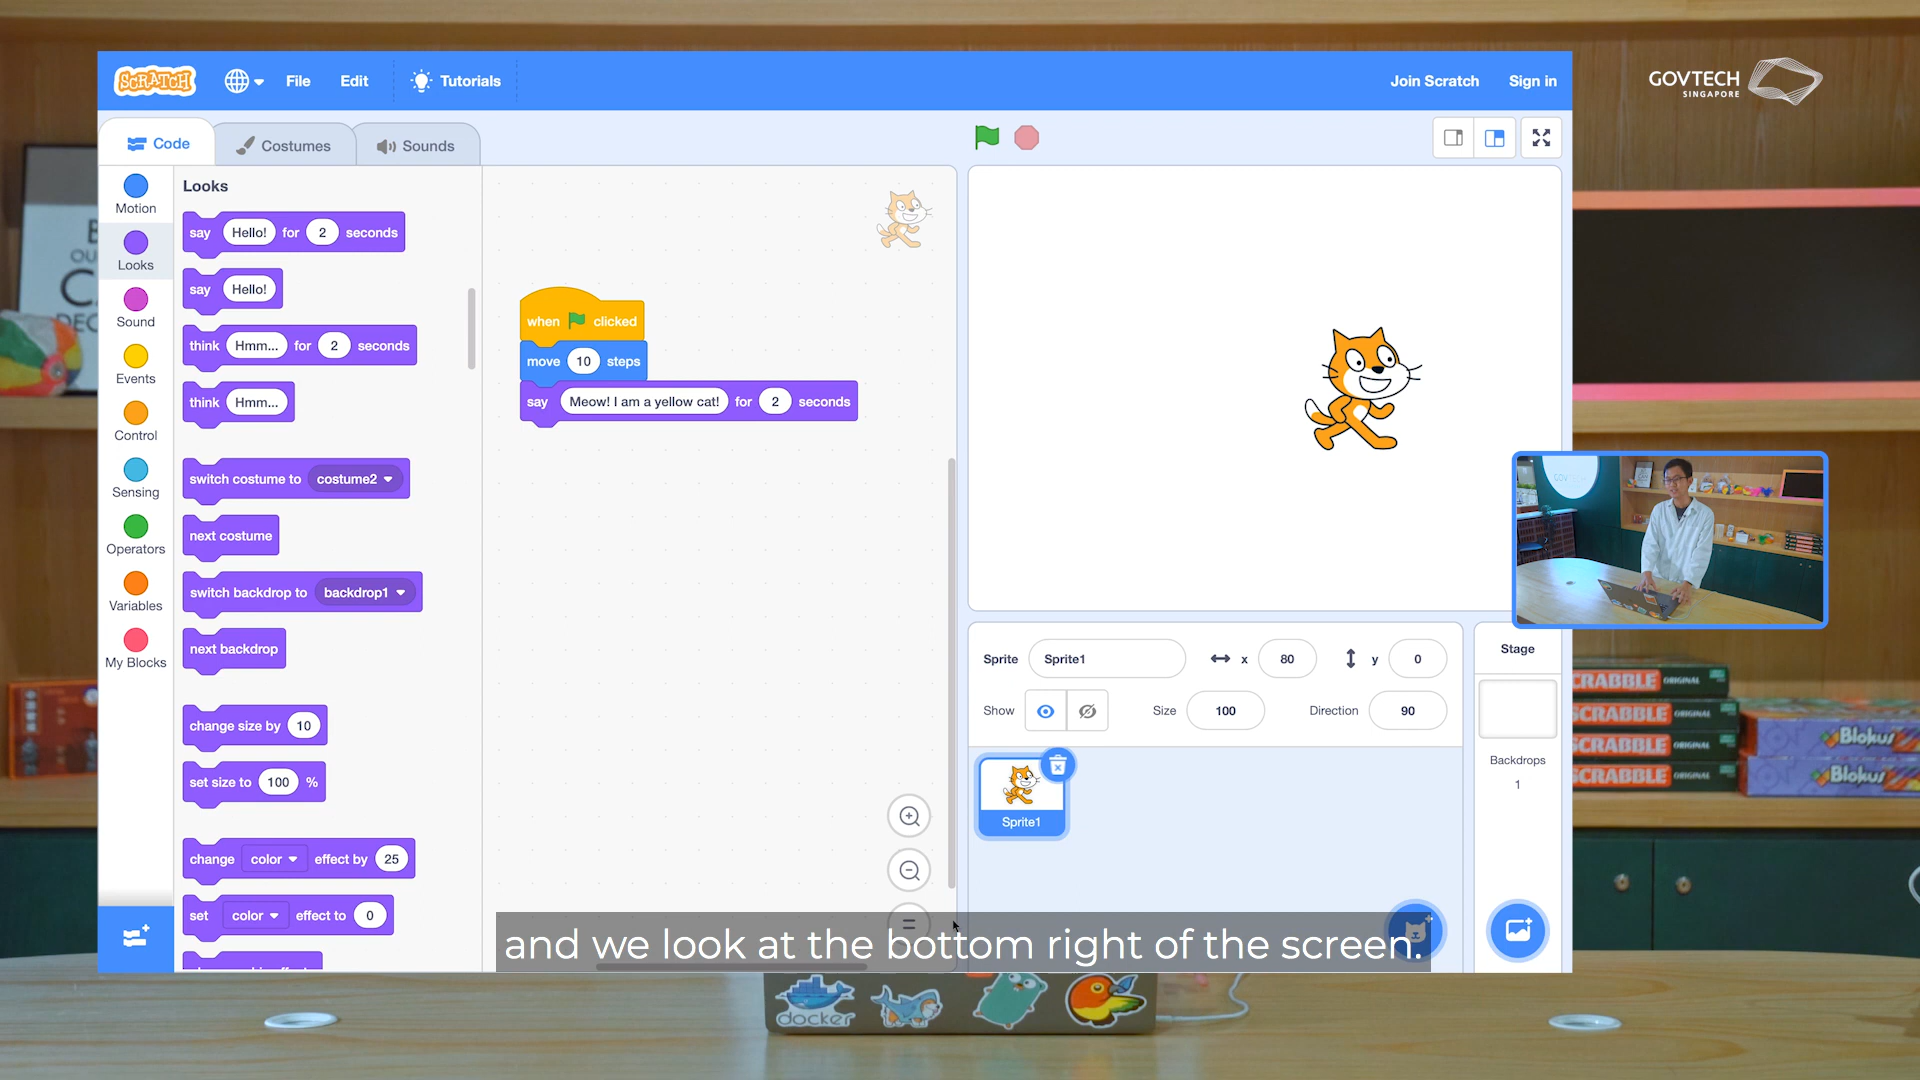 SCRATCH
File
Edit
Tutorials
Join Scratch
Sign in
GOVTECH
SINGAPORE
Code
Costumes
Sounds
Motion
Looks
Sound
Events
Control
Sensing
Operators
Variables
My Blocks
Looks
say Hello! for 2 seconds
say Hello!
think Hmm... for 2 seconds
think Hmm...
switch costume to costume2
next costume
switch backdrop to backdrop1
next backdrop
change size by 10
set size to 100 %
change color effect by 25
set color effect to 0
when clicked
move 10 steps
say Meow! I am a yellow cat! for 2 seconds
Sprite Sprite1 x 80 y 0
Show Size 100 Direction 90
Sprite1
Stage
Backdrops
1
and we look at the bottom right of the screen.
SCRABBLE ORIGINAL
SCRABBLE ORIGINAL
SCRABBLE ORIGINAL
SCRABBLE ORIGINAL
Blokus
Blokus
docker